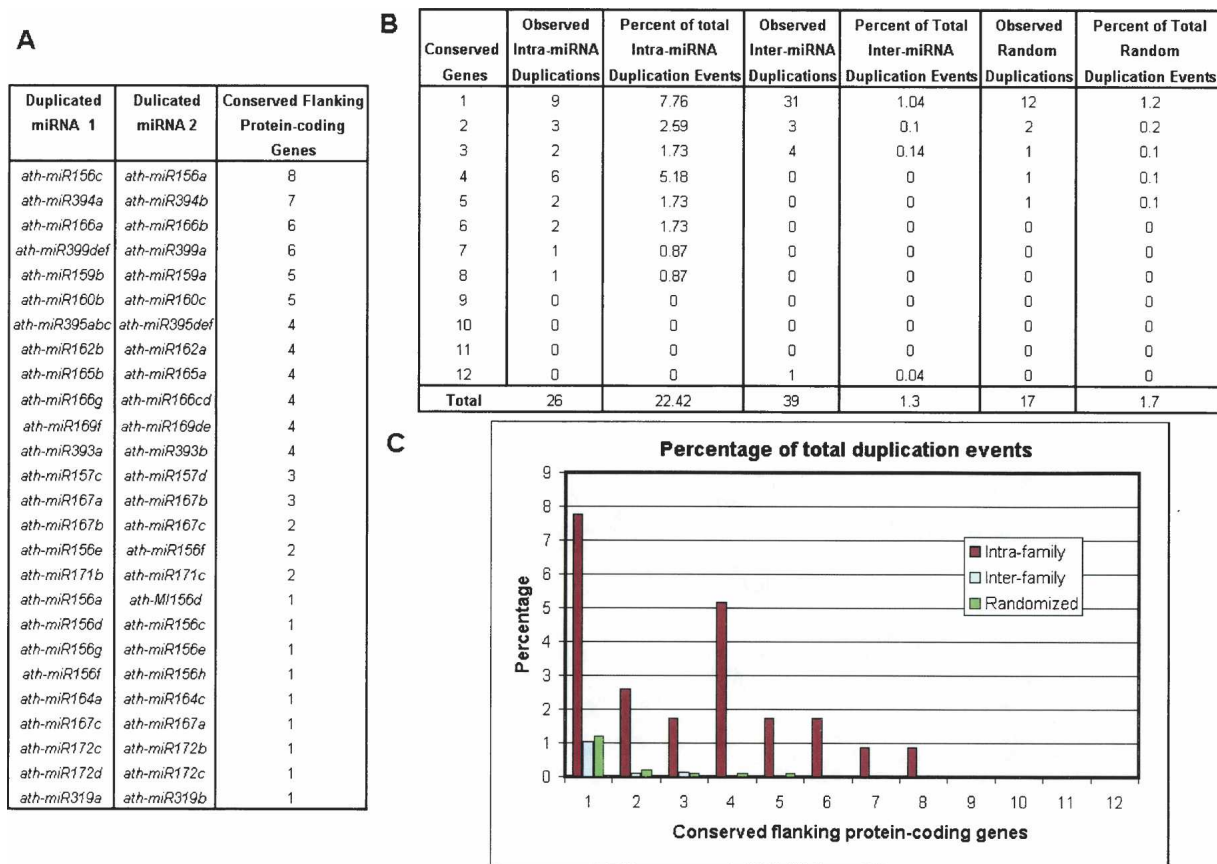 A
Duplicated miRNA 1 Dulicated miRNA 2 Conserved Flanking Protein-coding Genes
ath-miR156c ath-miR156a 8
ath-miR394a ath-miR394b 7
ath-miR166a ath-miR166b 6
ath-miR399def ath-miR399a 6
ath-miR159b ath-miR159a 5
ath-miR160b ath-miR160c 5
ath-miR395abc ath-miR395def 4
ath-miR162b ath-miR162a 4
ath-miR165b ath-miR165a 4
ath-miR166g ath-miR166cd 4
ath-miR169f ath-miR169de 4
ath-miR393a ath-miR393b 4
ath-miR157c ath-miR157d 3
ath-miR167a ath-miR167b 3
ath-miR167b ath-miR167c 2
ath-miR156e ath-miR156f 2
ath-miR171b ath-miR171c 2
ath-miR156a ath-MI156d 1
ath-miR156d ath-miR156c 1
ath-miR156g ath-miR156e 1
ath-miR156f ath-miR156h 1
ath-miR164a ath-miR164c 1
ath-miR167c ath-miR167a 1
ath-miR172c ath-miR172b 1
ath-miR172d ath-miR172c 1
ath-miR319a ath-miR319b 1
B
Conserved Genes Observed Intra-miRNA Duplications Percent of total Intra-miRNA Duplication Events Observed Inter-miRNA Duplications Percent of Total Inter-miRNA Duplication Events Observed Random Duplications Percent of Total Random Duplication Events
1 9 7.76 31 1.04 12 1.2
2 3 2.59 3 0.1 2 0.2
3 2 1.73 4 0.14 1 0.1
4 6 5.18 0 0 1 0.1
5 2 1.73 0 0 1 0.1
6 2 1.73 0 0 0 0
7 1 0.87 0 0 0 0
8 1 0.87 0 0 0 0
9 0 0 0 0 0 0
10 0 0 0 0 0 0
11 0 0 0 0 0 0
12 0 0 1 0.04 0 0
Total 26 22.42 39 1.3 17 1.7
C
Percentage of total duplication events
Percentage
9
8
7
6
5
4
3
2
1
0
Intra-family
Inter-family
Randomized
1 2 3 4 5 6 7 8 9 10 11 12
Conserved flanking protein-coding genes